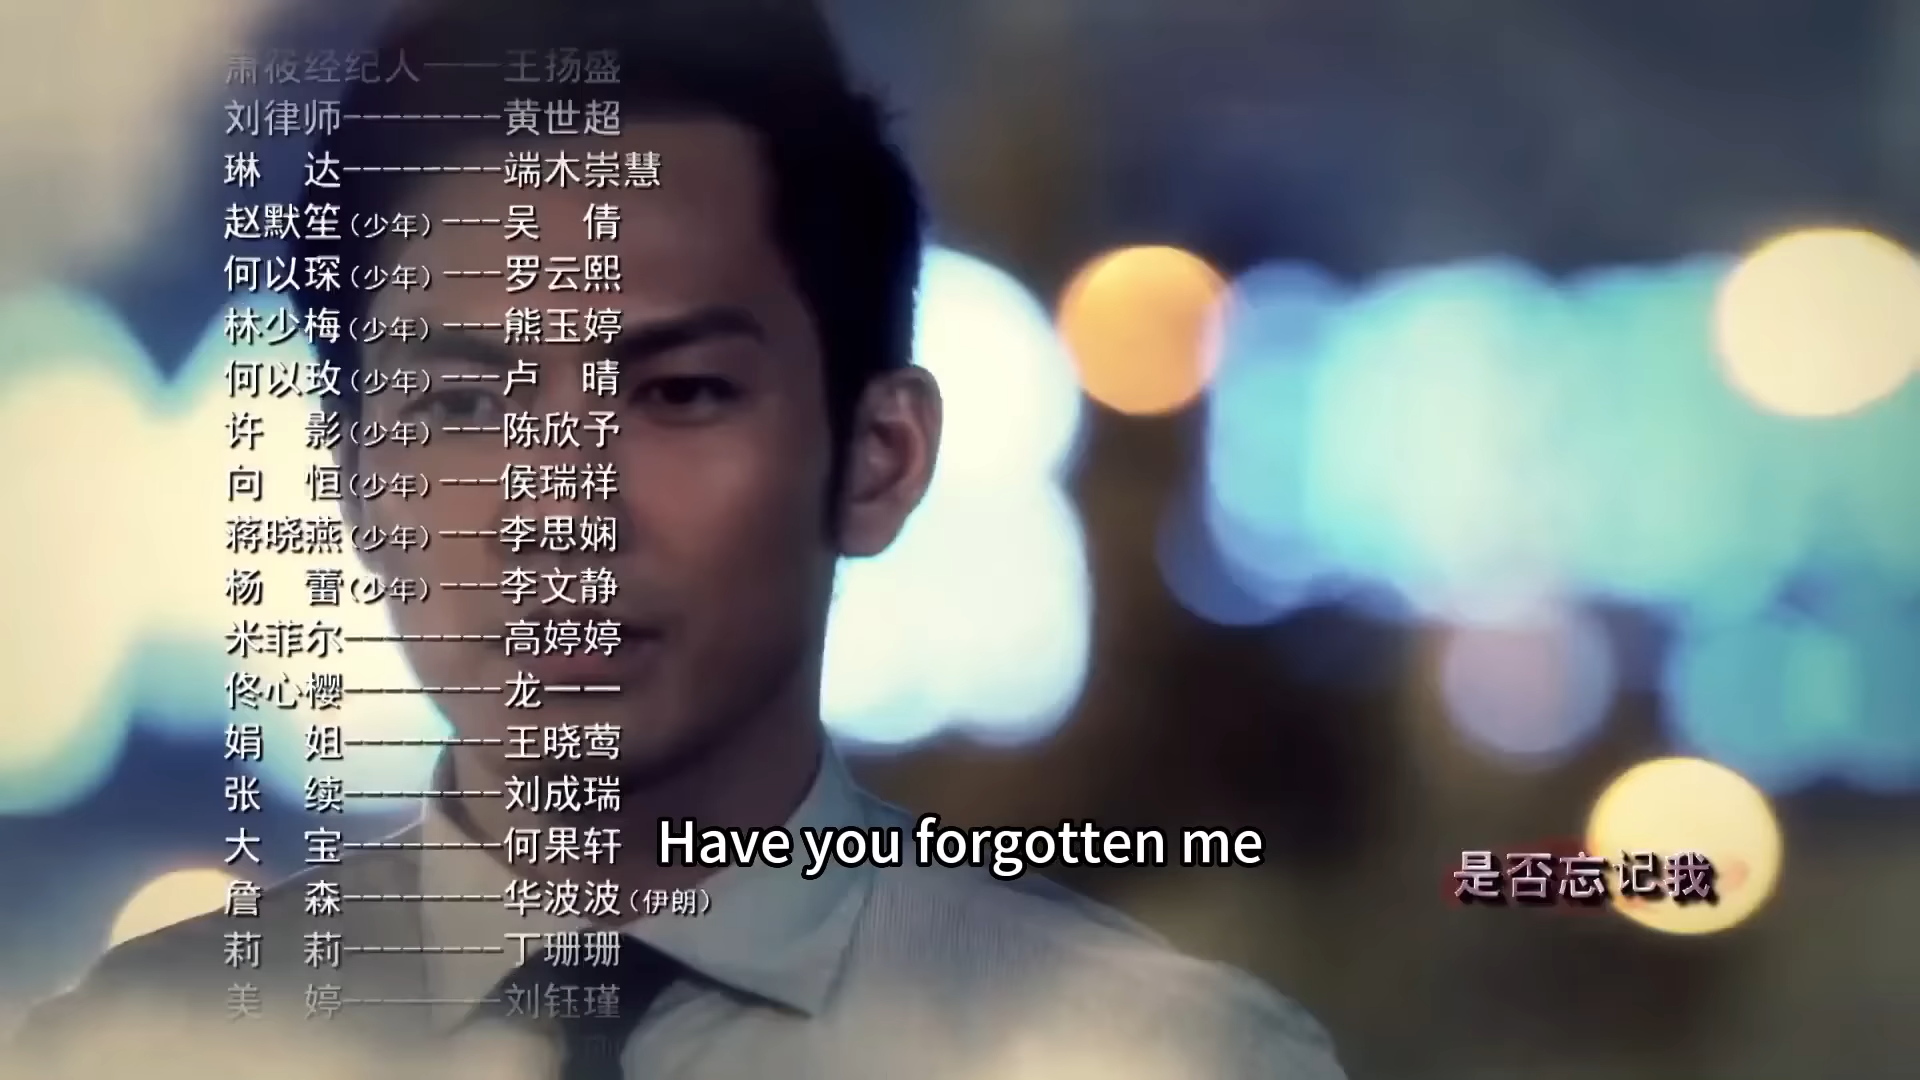 萧筱经纪人——王扬盛
刘律师--------黄世超
琳　达--------端木崇慧
赵默笙(少年)---吴　倩
何以琛(少年)---罗云熙
林少梅(少年)---熊玉婷
何以玫(少年)---卢　晴
许　影(少年)---陈欣予
向　恒(少年)---侯瑞祥
蒋晓燕(少年)---李思娴
杨　蕾(少年)---李文静
米菲尔--------高婷婷
佟心樱--------龙一一
娟　姐--------王晓莺
张　续--------刘成瑞
大　宝--------何果轩
詹　森--------华波波(伊朗)
莉　莉--------丁珊珊
美　婷--------刘钰瑾
Have you forgotten me
是否忘记我